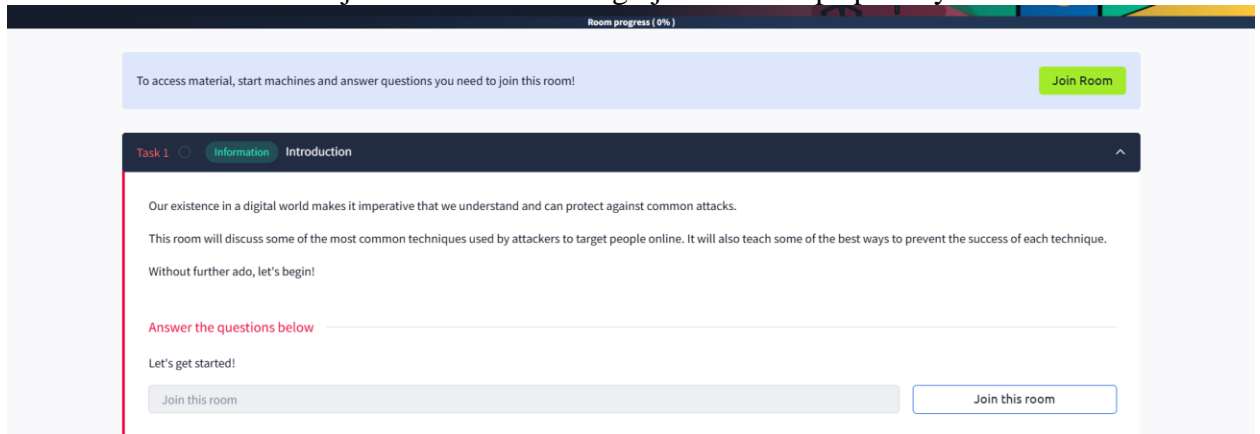 Room progress ( 0% )
To access material, start machines and answer questions you need to join this room!
Join Room
Task 1
Information
Introduction
Our existence in a digital world makes it imperative that we understand and can protect against common attacks.
This room will discuss some of the most common techniques used by attackers to target people online. It will also teach some of the best ways to prevent the success of each technique.
Without further ado, let's begin!
Answer the questions below
Let's get started!
Join this room
Join this room